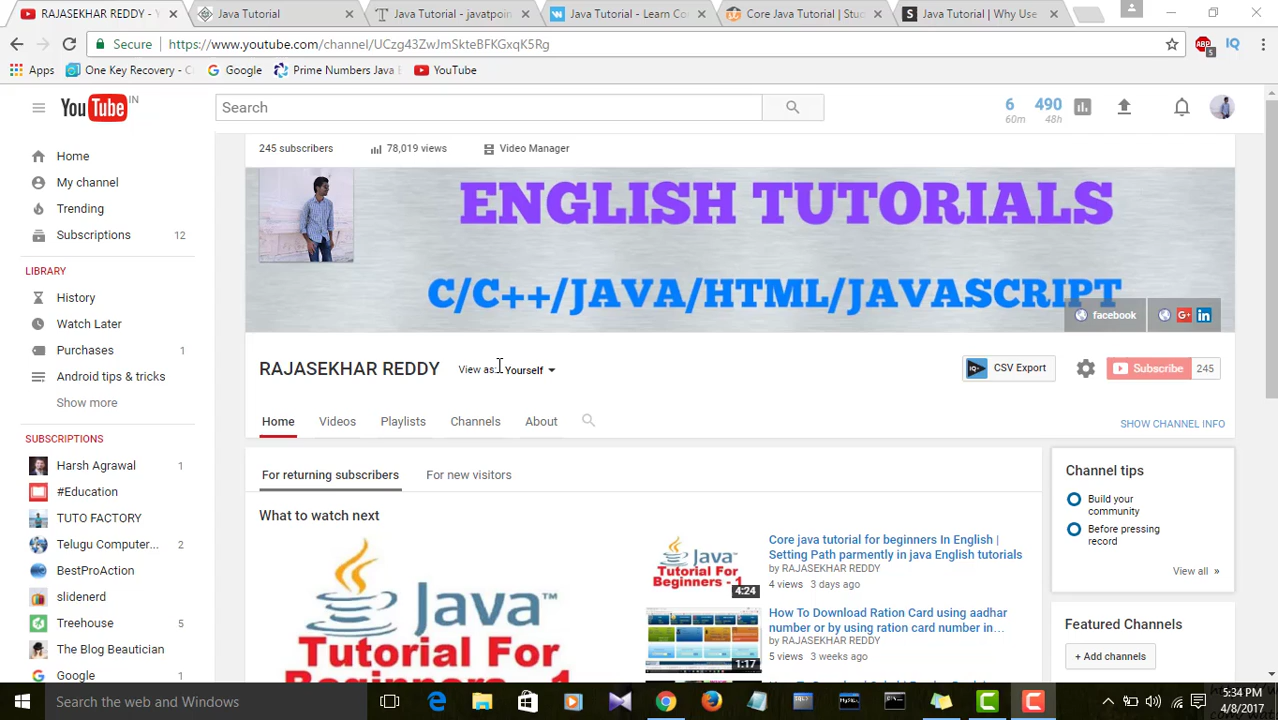 RAJASEKHAR REDDY - Y
Java Tutorial
Java Tutorial - javatpoin
Java Tutorial - Learn Co
Core Java Tutorial | Stud
Java Tutorial | Why Use
Secure https://www.youtube.com/channel/UCzg43ZwJmSkteBFKGxqK5Rg
ABP 5 IQ
Apps One Key Recovery - C Google Prime Numbers Java YouTube
YouTube IN
Search
6 490
60m 48h
Home
My channel
Trending
Subscriptions 12
LIBRARY
History
Watch Later
Purchases 1
Android tips & tricks
Show more
SUBSCRIPTIONS
Harsh Agrawal 1
#Education
TUTO FACTORY
Telugu Computer... 2
BestProAction
slidenerd
Treehouse 5
The Blog Beautician
Google
245 subscribers 78,019 views Video Manager
ENGLISH TUTORIALS
C/C++/JAVA/HTML/JAVASCRIPT
facebook
RAJASEKHAR REDDY View as: Yourself
CSV Export Subscribe 245
Home Videos Playlists Channels About
SHOW CHANNEL INFO
For returning subscribers For new visitors
What to watch next
Java
Tutorial For
Java
Tutorial For
Beginners - 1
4:24
Core java tutorial for beginners In English |
Setting Path parmently in java English tutorials
by RAJASEKHAR REDDY
4 views 3 days ago
1:17
How To Download Ration Card using aadhar
number or by using ration card number in...
by RAJASEKHAR REDDY
5 views 3 weeks ago
Channel tips
Build your
community
Before pressing
record
View all »
Featured Channels
+ Add channels
Search the web and Windows
5:34 PM
4/8/2017